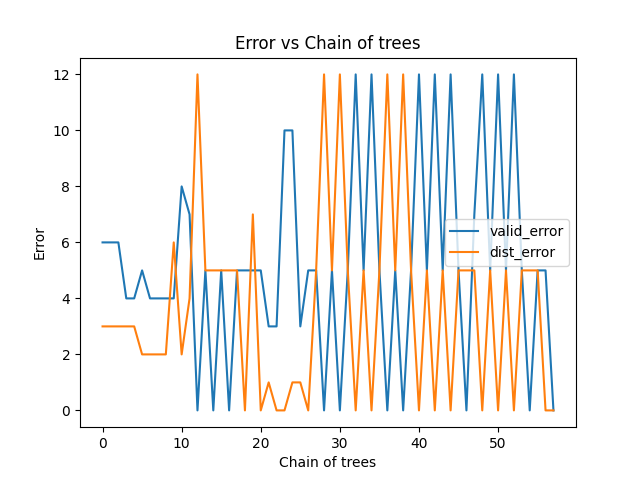 Error vs Chain of trees
12
10
8
6
4
2
0
Error
valid_error
dist_error
0 10 20 30 40 50
Chain of trees